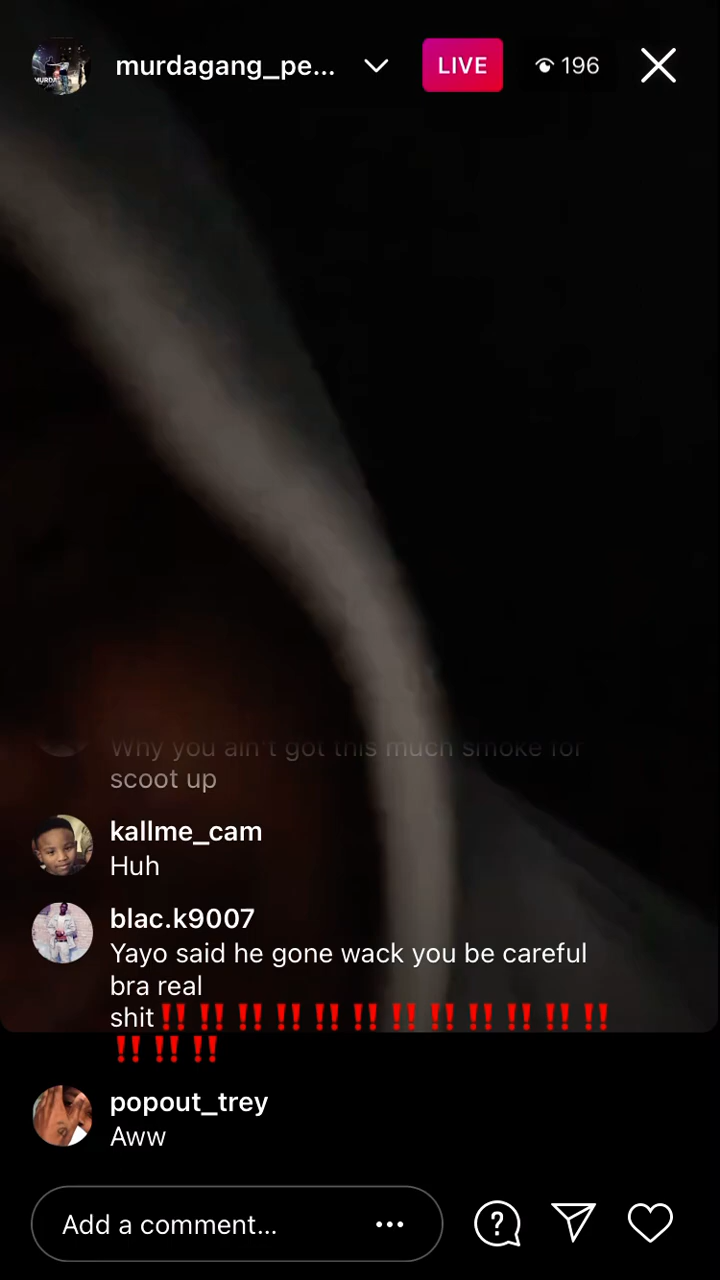 murdagang_pe...
LIVE
196
Why you ain't got this much smoke for
scoot up
kallme_cam
Huh
blac.k9007
Yayo said he gone wack you be careful
bra real
shit‼️‼️‼️‼️‼️‼️‼️‼️‼️‼️‼️‼️
‼️‼️‼️
popout_trey
Aww
Add a comment...